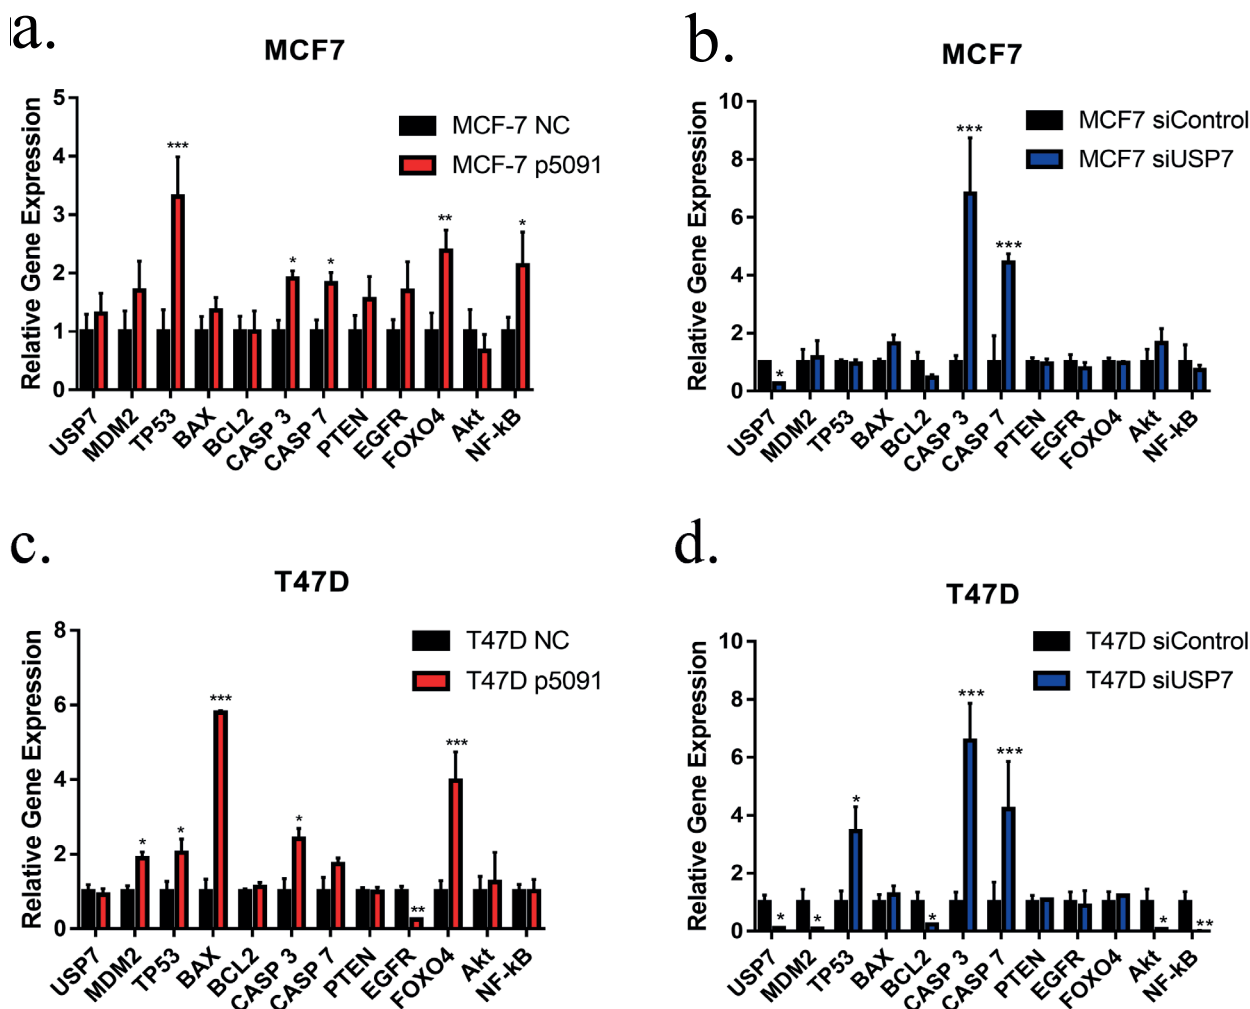 a.
MCF7
Relative Gene Expression
5
4
3
2
1
0
MCF-7 NC
MCF-7 p5091
***
*
*
**
*
USP7
MDM2
TP53
BAX
BCL2
CASP 3
CASP 7
PTEN
EGFR
FOXO4
Akt
NF-kB
b.
MCF7
Relative Gene Expression
10
8
6
4
2
0
MCF7 siControl
MCF7 siUSP7
*
***
***
USP7
MDM2
TP53
BAX
BCL2
CASP 3
CASP 7
PTEN
EGFR
FOXO4
Akt
NF-kB
c.
T47D
Relative Gene Expression
8
6
4
2
0
T47D NC
T47D p5091
*
*
***
*
**
***
USP7
MDM2
TP53
BAX
BCL2
CASP 3
CASP 7
PTEN
EGFR
FOXO4
Akt
NF-kB
d.
T47D
Relative Gene Expression
10
8
6
4
2
0
T47D siControl
T47D siUSP7
*
*
*
*
***
***
*
**
USP7
MDM2
TP53
BAX
BCL2
CASP 3
CASP 7
PTEN
EGFR
FOXO4
Akt
NF-kB